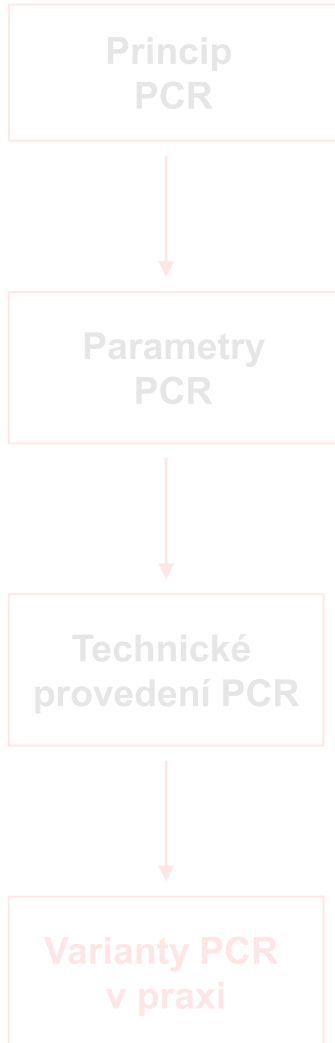 Princip
PCR
Parametry
PCR
Technické
provedení PCR
Varianty PCR
v praxi